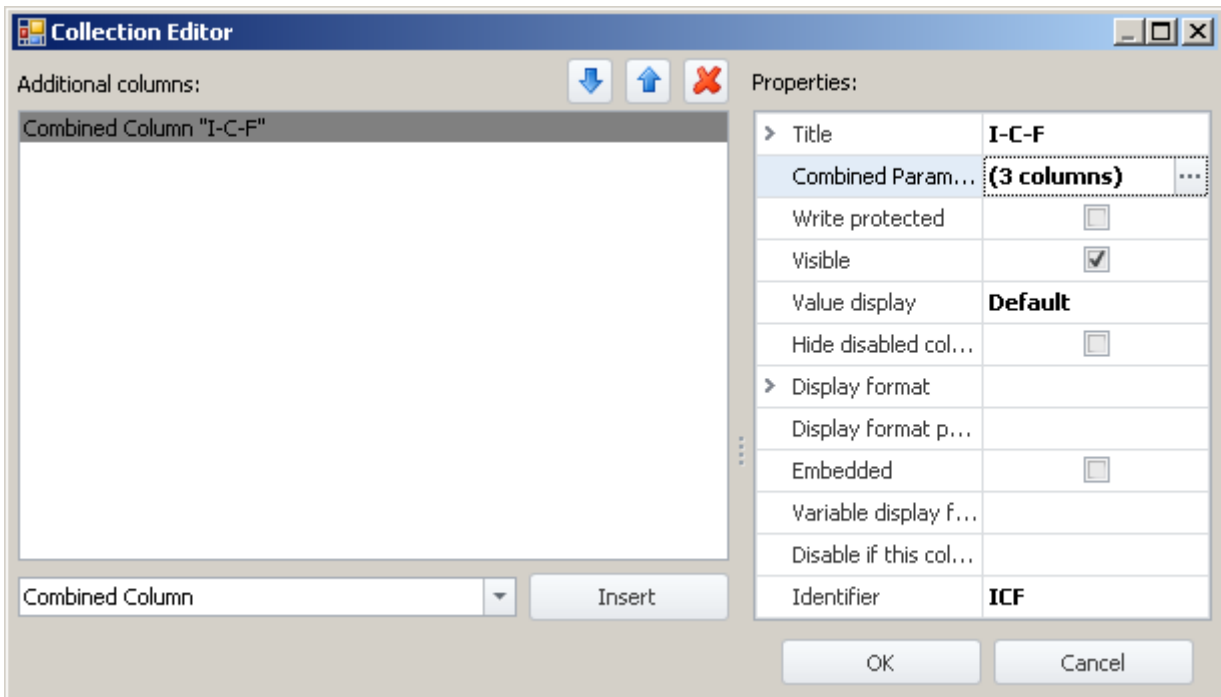 Collection Editor
Additional columns:
Properties:
Combined Column "I-C-F"
Title I-C-F
Combined Param... (3 columns) ...
Write protected
Visible
Value display Default
Hide disabled col...
Display format
Display format p...
Embedded
Variable display f...
Disable if this col...
Identifier ICF
Combined Column Insert
OK Cancel